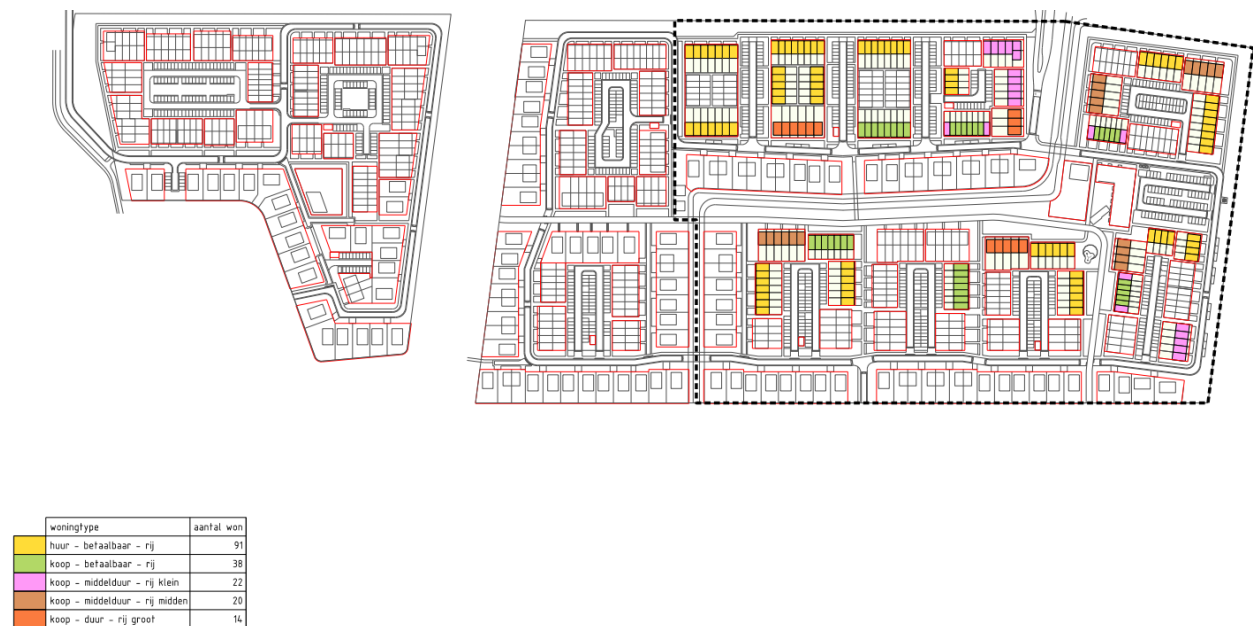 woningtype aantal won
huur - betaalbaar - rij 91
koop - betaalbaar - rij 38
koop - middelduur - rij klein 22
koop - middelduur - rij midden 20
koop - duur - rij groot 14